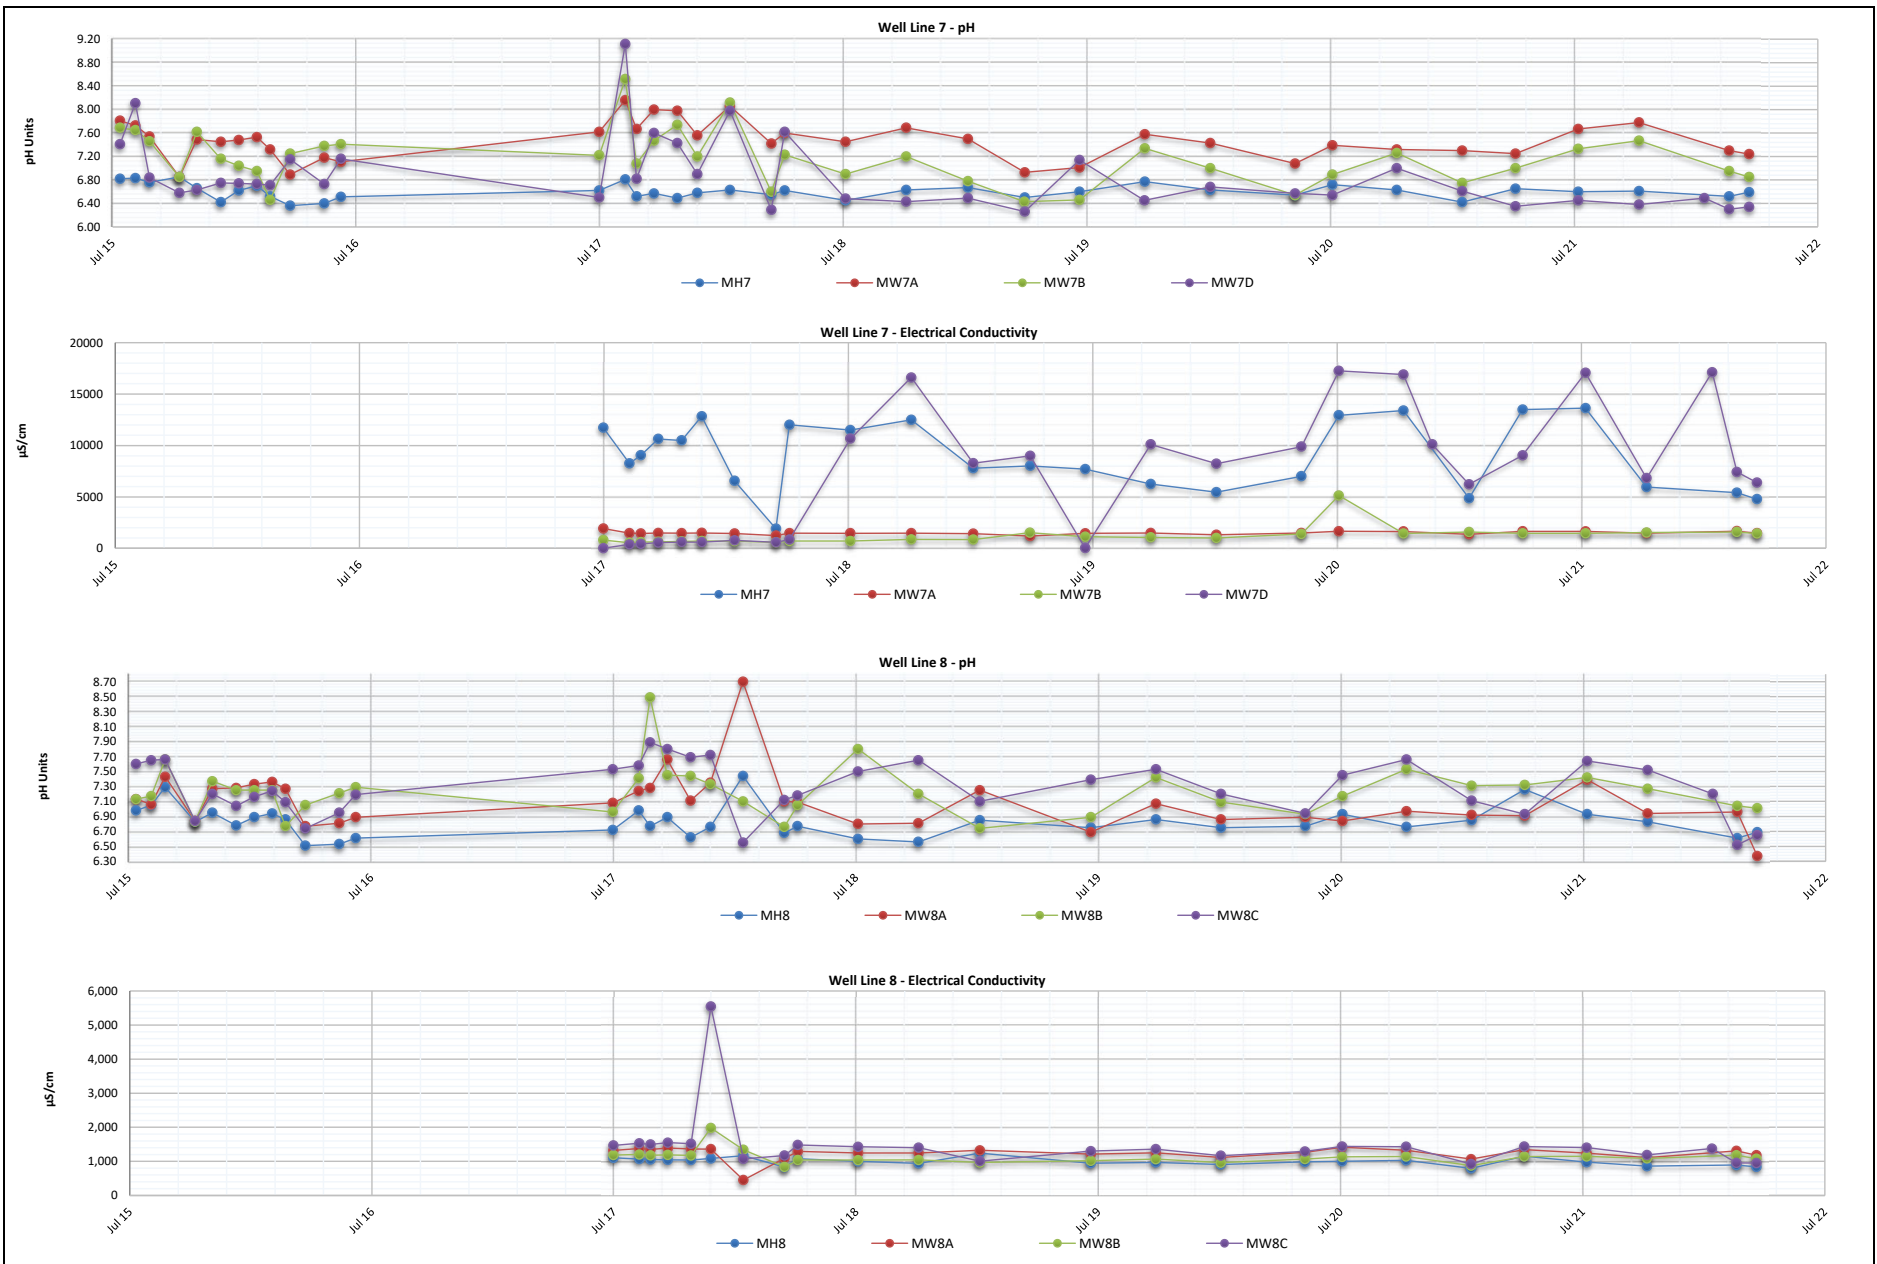 Well Line 7 - pH
pH Units
9.20
8.80
8.40
8.00
7.60
7.20
6.80
6.40
6.00
Jul 15 Jul 16 Jul 17 Jul 18 Jul 19 Jul 20 Jul 21 Jul 22
MH7 MW7A MW7B MW7D
Well Line 7 - Electrical Conductivity
µS/cm
20000
15000
10000
5000
0
Jul 15 Jul 16 Jul 17 Jul 18 Jul 19 Jul 20 Jul 21 Jul 22
MH7 MW7A MW7B MW7D
Well Line 8 - pH
pH Units
8.70
8.50
8.30
8.10
7.90
7.70
7.50
7.30
7.10
6.90
6.70
6.50
6.30
Jul 15 Jul 16 Jul 17 Jul 18 Jul 19 Jul 20 Jul 21 Jul 22
MH8 MW8A MW8B MW8C
Well Line 8 - Electrical Conductivity
µS/cm
6,000
5,000
4,000
3,000
2,000
1,000
0
Jul 15 Jul 16 Jul 17 Jul 18 Jul 19 Jul 20 Jul 21 Jul 22
MH8 MW8A MW8B MW8C